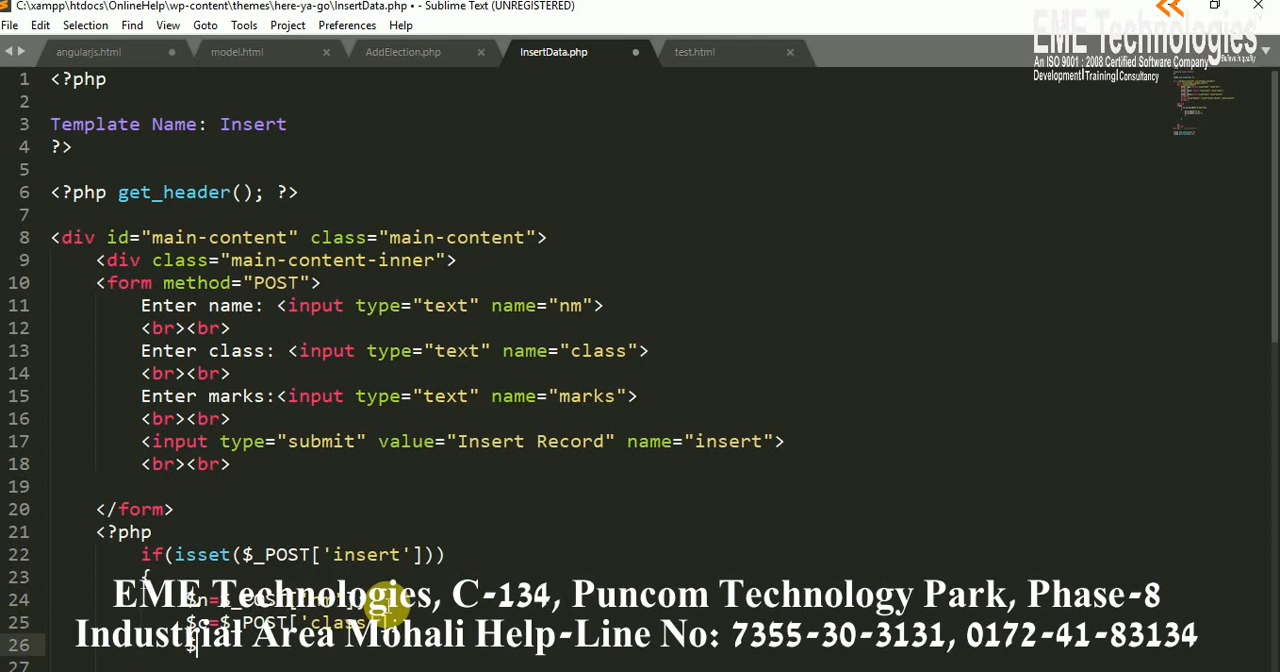 C:\xampp\htdocs\OnlineHelp\wp-content\themes\here-ya-go\InsertData.php • - Sublime Text (UNREGISTERED)
File Edit Selection Find View Goto Tools Project Preferences Help
angularjs.html model.html AddElection.php InsertData.php test.html
EME Technologies
An ISO 9001 : 2008 Certified Software Company
Development|Training|Consultancy
1 <?php
2
3 Template Name: Insert
4 ?>
5
6 <?php get_header(); ?>
7
8 <div id="main-content" class="main-content">
9 <div class="main-content-inner">
10 <form method="POST">
11 Enter name: <input type="text" name="nm">
12 <br><br>
13 Enter class: <input type="text" name="class">
14 <br><br>
15 Enter marks:<input type="text" name="marks">
16 <br><br>
17 <input type="submit" value="Insert Record" name="insert">
18 <br><br>
19
20 </form>
21 <?php
22 if(isset($_POST['insert']))
23 {
24 $n=$_POST['nm'];
25 $c=$_POST['class'];
26 $
27
EME Technologies, C-134, Puncom Technology Park, Phase-8
Industrial Area Mohali Help-Line No: 7355-30-3131, 0172-41-83134